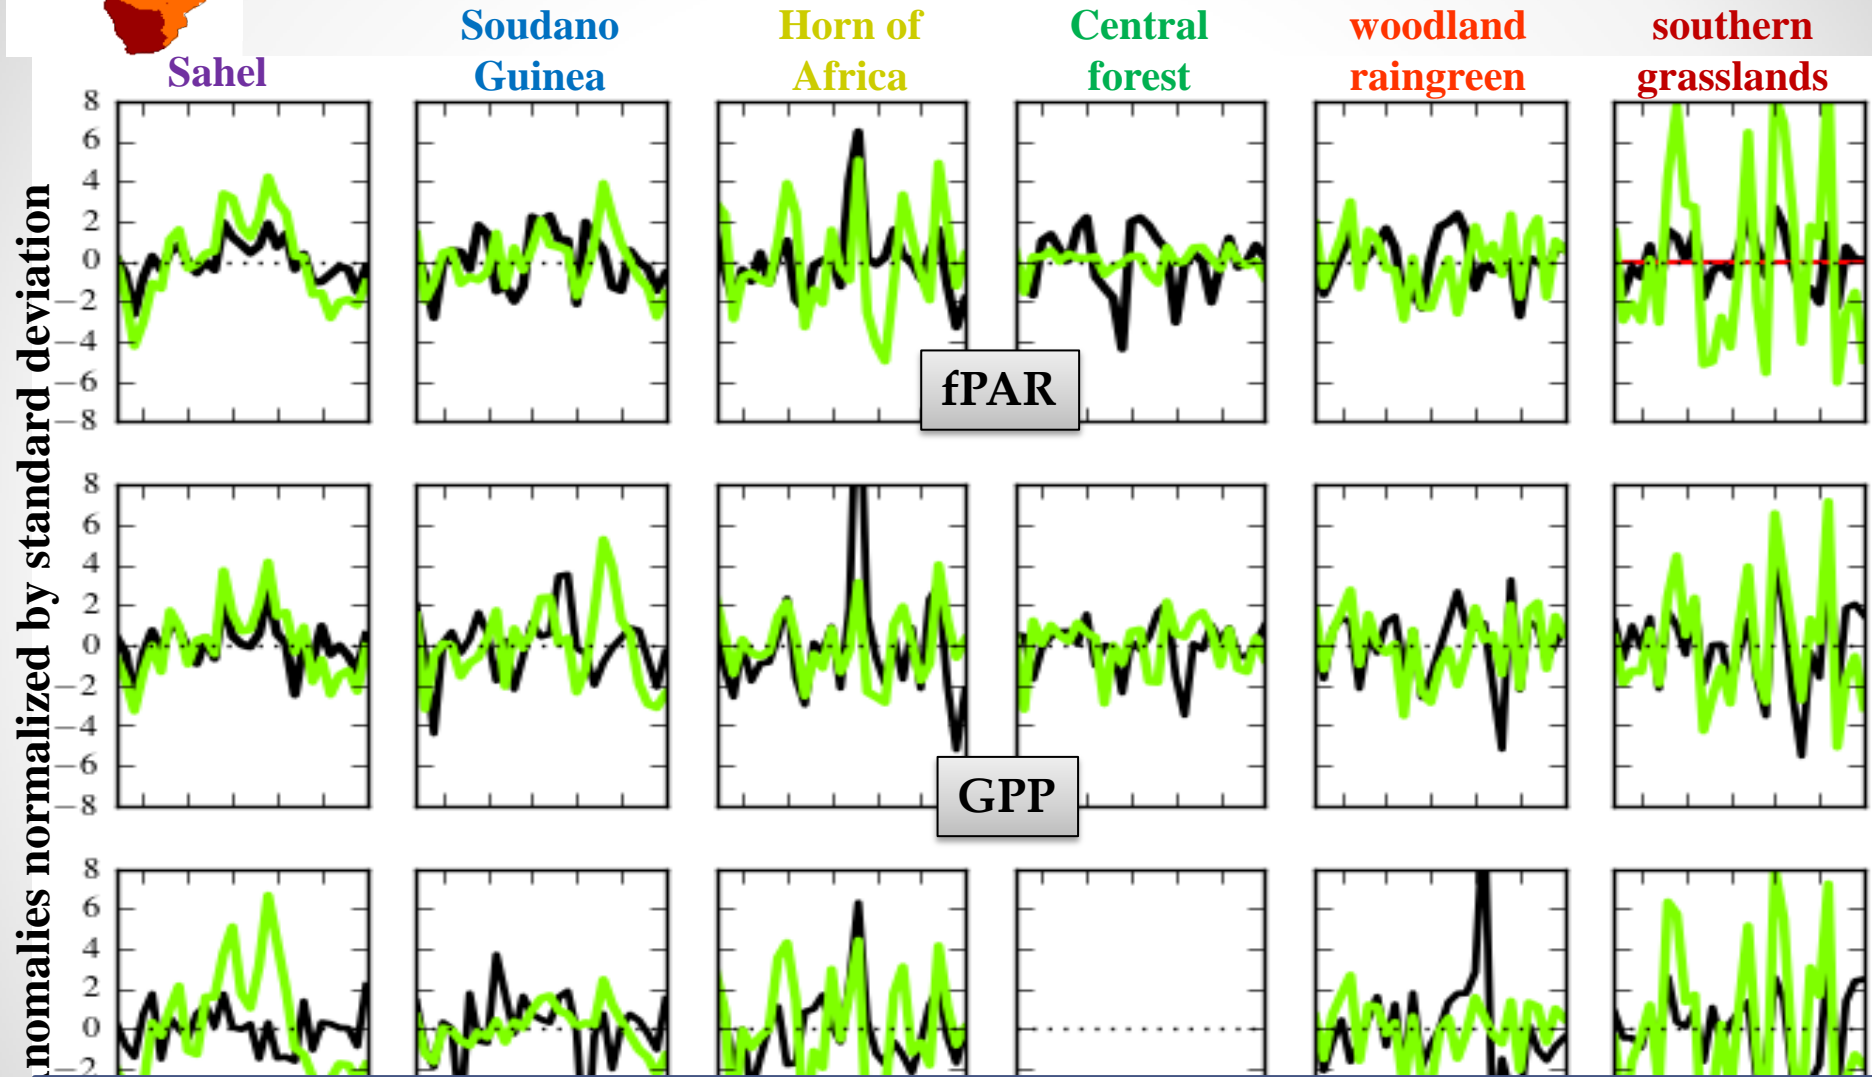 Sahel
Soudano
Guinea
Horn of
Africa
Central
forest
woodland
raingreen
southern
grasslands
nomalies normalized by standard deviation
8
6
4
2
0
−2
−4
−6
−8
fPAR
8
6
4
2
0
−2
−4
−6
−8
GPP
8
6
4
2
0
−2